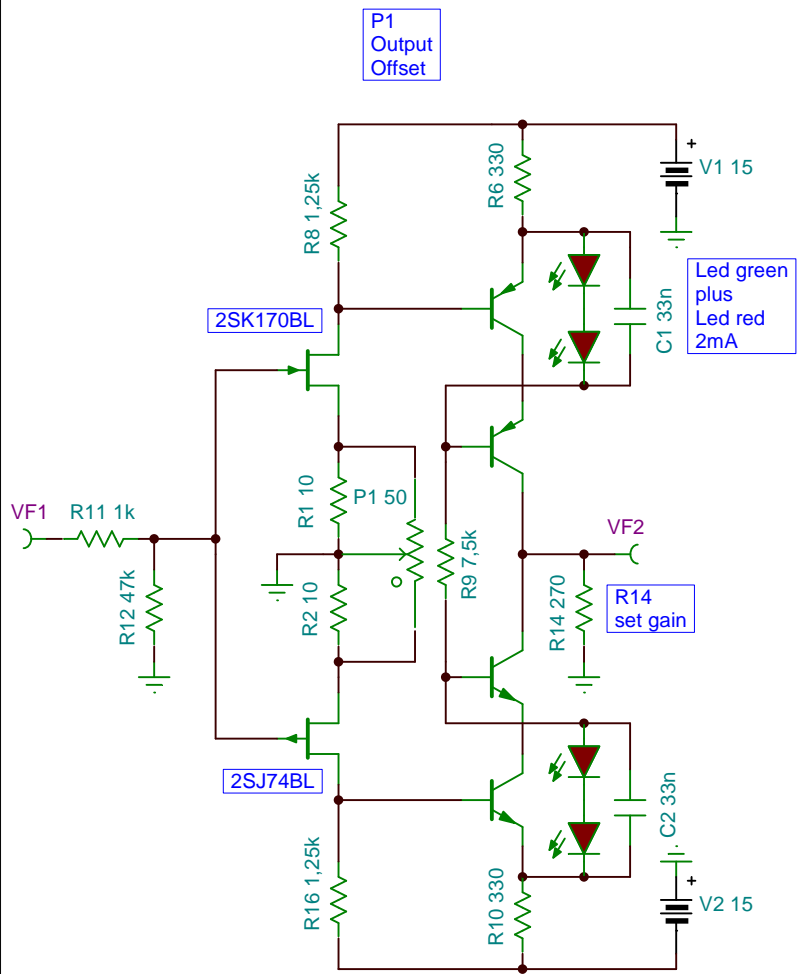 P1
Output
Offset
R8 1,25k
R6 330
+
V1 15
Led green
plus
Led red
2mA
C1 33n
2SK170BL
VF1
R11 1k
R12 47k
R1 10
P1 50
R2 10
R9 7,5k
VF2
R14 270
R14
set gain
2SJ74BL
C2 33n
R16 1,25k
R10 330
+
V2 15